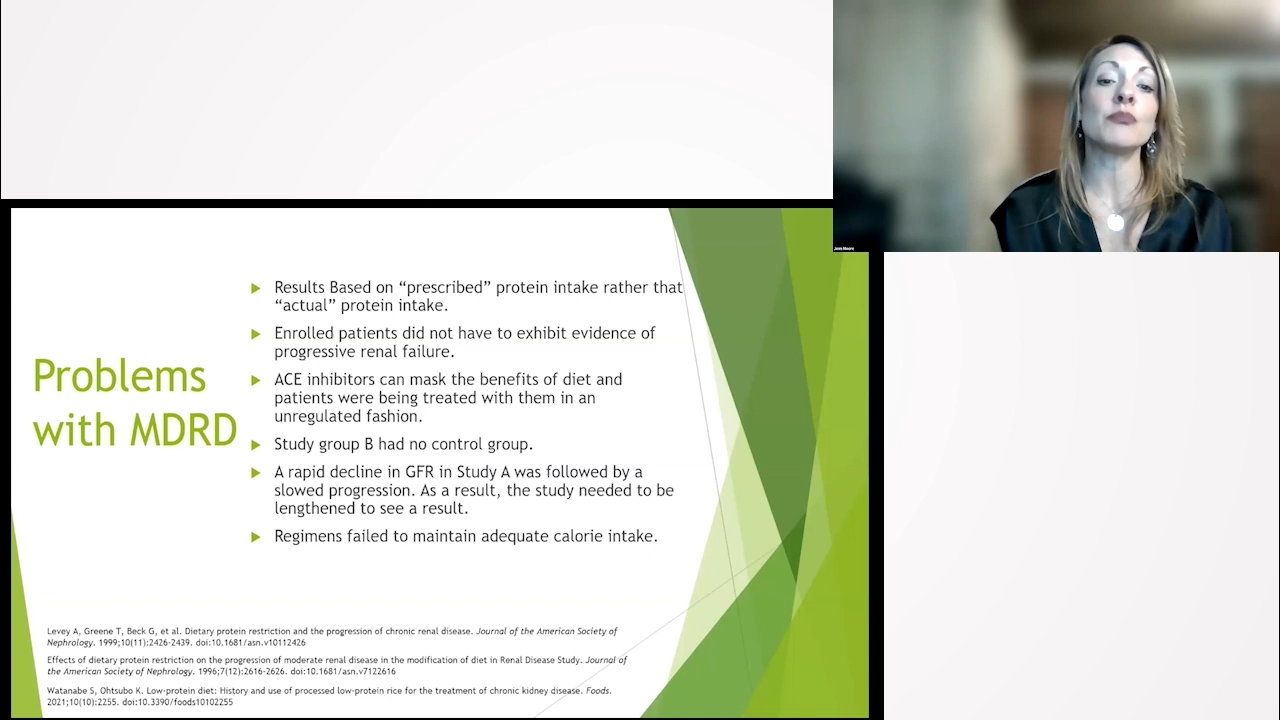 Jess Moore
Problems
with MDRD
Results Based on “prescribed” protein intake rather that
“actual” protein intake.
Enrolled patients did not have to exhibit evidence of
progressive renal failure.
ACE inhibitors can mask the benefits of diet and
patients were being treated with them in an
unregulated fashion.
Study group B had no control group.
A rapid decline in GFR in Study A was followed by a
slowed progression. As a result, the study needed to be
lengthened to see a result.
Regimens failed to maintain adequate calorie intake.
Levey A, Greene T, Beck G, et al. Dietary protein restriction and the progression of chronic renal disease. Journal of the American Society of
Nephrology. 1999;10(11):2426-2439. doi:10.1681/asn.v10112426
Effects of dietary protein restriction on the progression of moderate renal disease in the modification of diet in Renal Disease Study. Journal of
the American Society of Nephrology. 1996;7(12):2616-2626. doi:10.1681/asn.v7122616
Watanabe S, Ohtsubo K. Low-protein diet: History and use of processed low-protein rice for the treatment of chronic kidney disease. Foods.
2021;10(10):2255. doi:10.3390/foods10102255